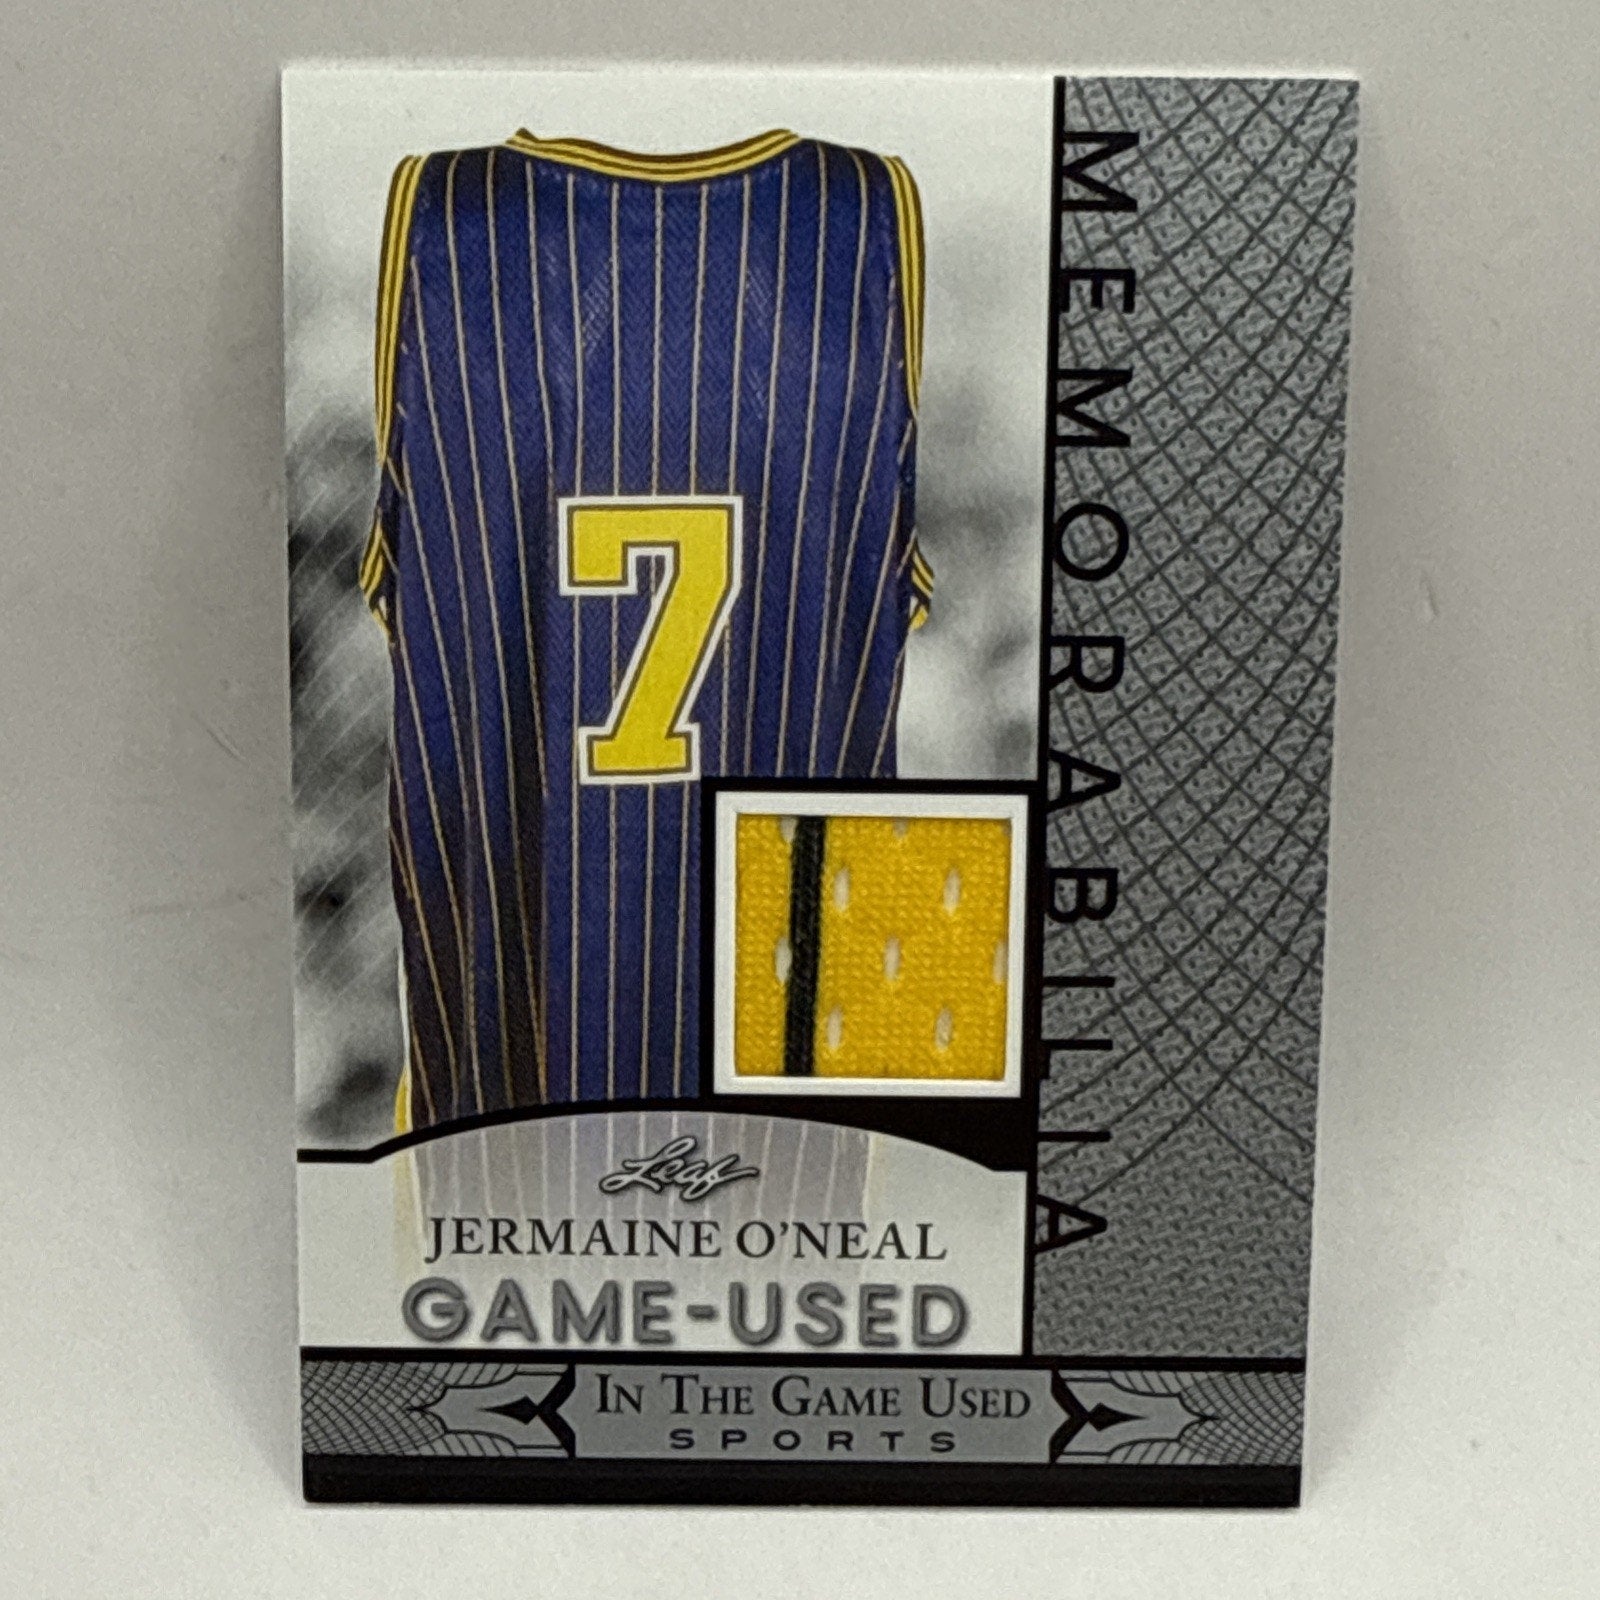 7
MEMORABILIA
Leaf
JERMAINE O'NEAL
GAME-USED
IN THE GAME USED
SPORTS